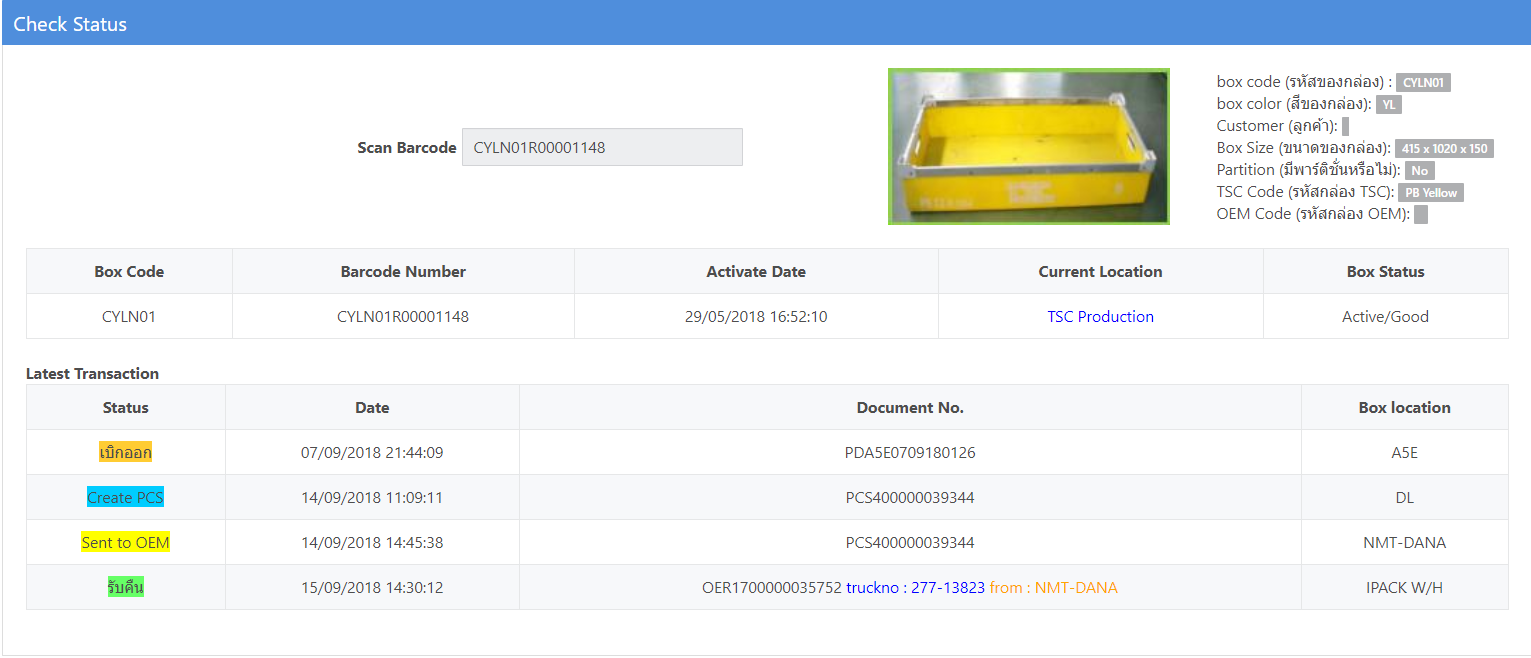 Check Status
Scan Barcode CYLN01R00001148
box code (รหัสของกล่อง) : CYLN01
box color (สีของกล่อง): YL
Customer (ลูกค้า):
Box Size (ขนาดของกล่อง): 415 x 1020 x 150
Partition (มีพาร์ติชั่นหรือไม่): No
TSC Code (รหัสกล่อง TSC): PB Yellow
OEM Code (รหัสกล่อง OEM):
Box Code Barcode Number Activate Date Current Location Box Status
CYLN01 CYLN01R00001148 29/05/2018 16:52:10 TSC Production Active/Good
Latest Transaction
Status Date Document No. Box location
เบิกออก 07/09/2018 21:44:09 PDA5E0709180126 A5E
Create PCS 14/09/2018 11:09:11 PCS400000039344 DL
Sent to OEM 14/09/2018 14:45:38 PCS400000039344 NMT-DANA
รับคืน 15/09/2018 14:30:12 OER1700000035752 truckno : 277-13823 from : NMT-DANA IPACK W/H